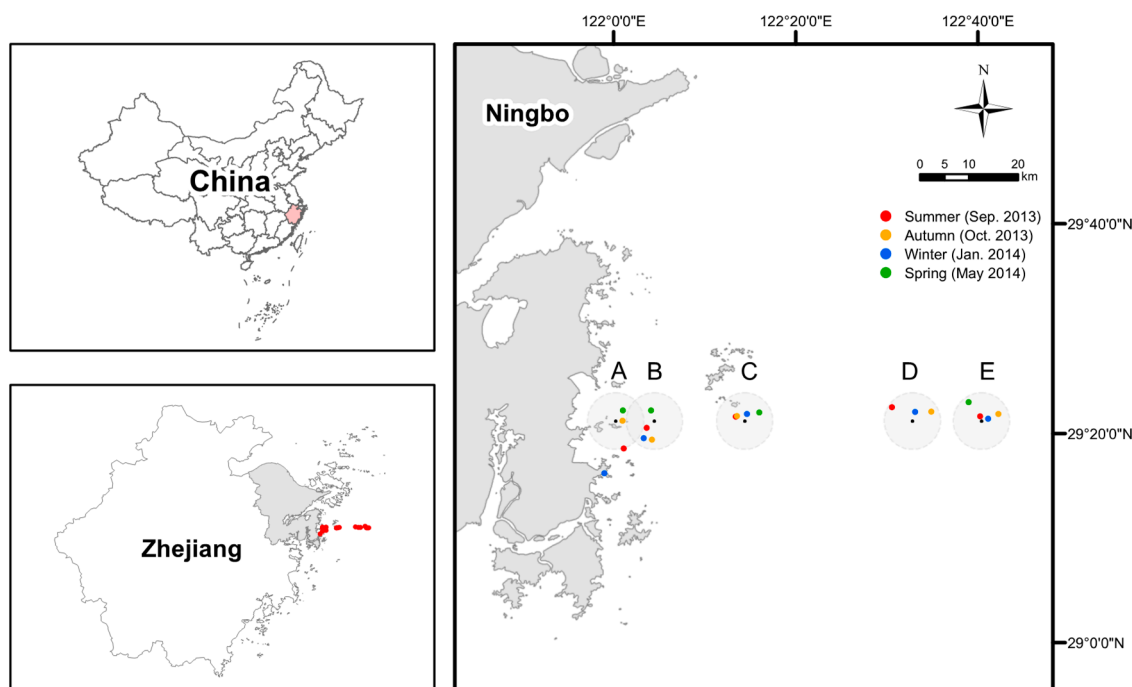 122°0'0"E 122°20'0"E 122°40'0"E
China
Ningbo
N
0 5 10 20
km
Summer (Sep. 2013)
Autumn (Oct. 2013)
Winter (Jan. 2014)
Spring (May 2014)
29°40'0"N
A B C D E
29°20'0"N
Zhejiang
29°0'0"N